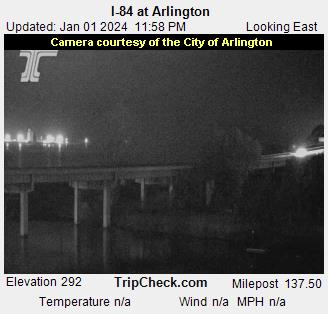 I-84 at Arlington
Updated: Jan 01 2024 11:58 PM Looking East
Camera courtesy of the City of Arlington
Elevation 292 TripCheck.com Milepost 137.50
Temperature n/a Wind n/a MPH n/a